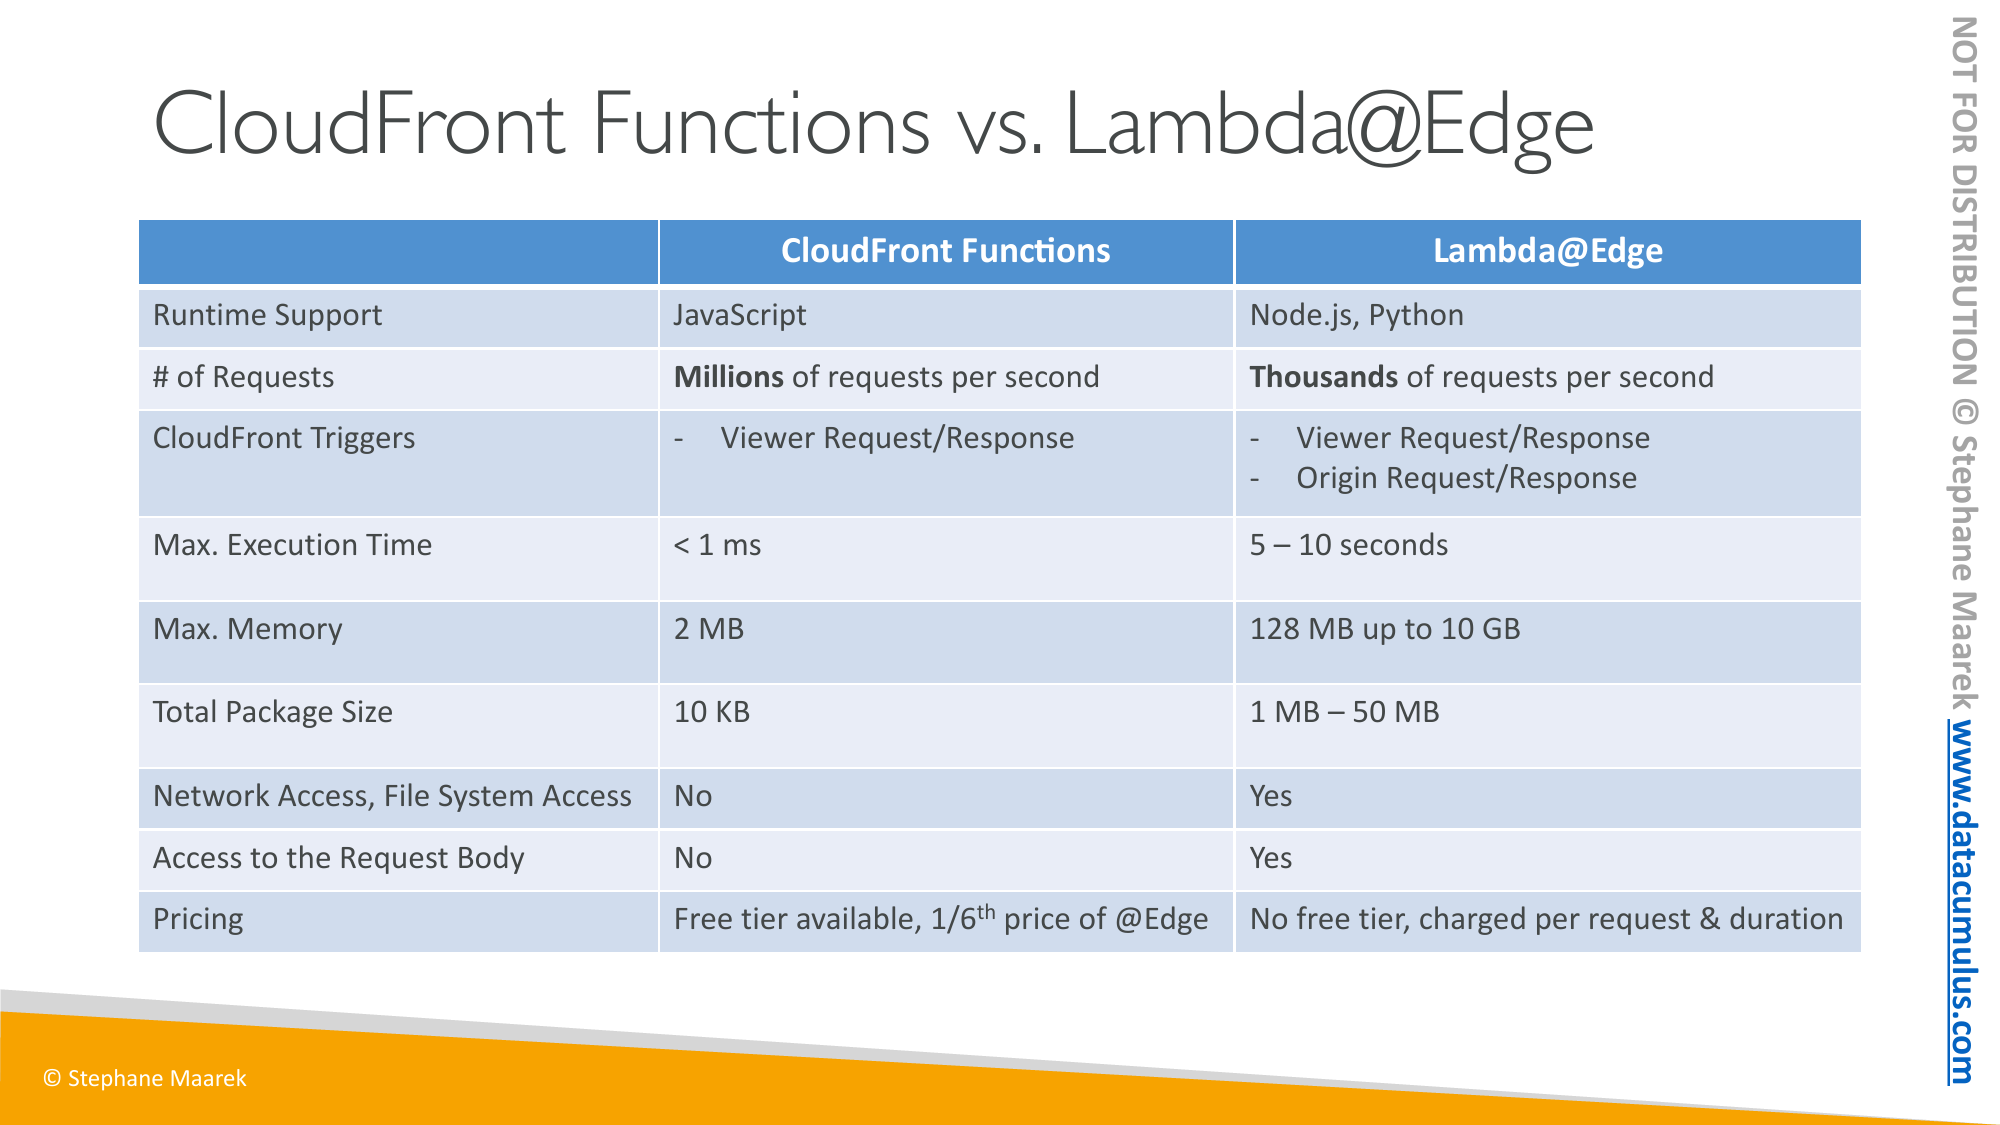 CloudFront Functions vs. Lambda@Edge
CloudFront Functions
Lambda@Edge
Runtime Support
JavaScript
Node.js, Python
# of Requests
Millions of requests per second
Thousands of requests per second
CloudFront Triggers
- Viewer Request/Response
- Viewer Request/Response
- Origin Request/Response
Max. Execution Time
< 1 ms
5 – 10 seconds
Max. Memory
2 MB
128 MB up to 10 GB
Total Package Size
10 KB
1 MB – 50 MB
Network Access, File System Access
No
Yes
Access to the Request Body
No
Yes
Pricing
Free tier available, 1/6th price of @Edge
No free tier, charged per request & duration
© Stephane Maarek
NOT FOR DISTRIBUTION © Stephane Maarek www.datacumulus.com